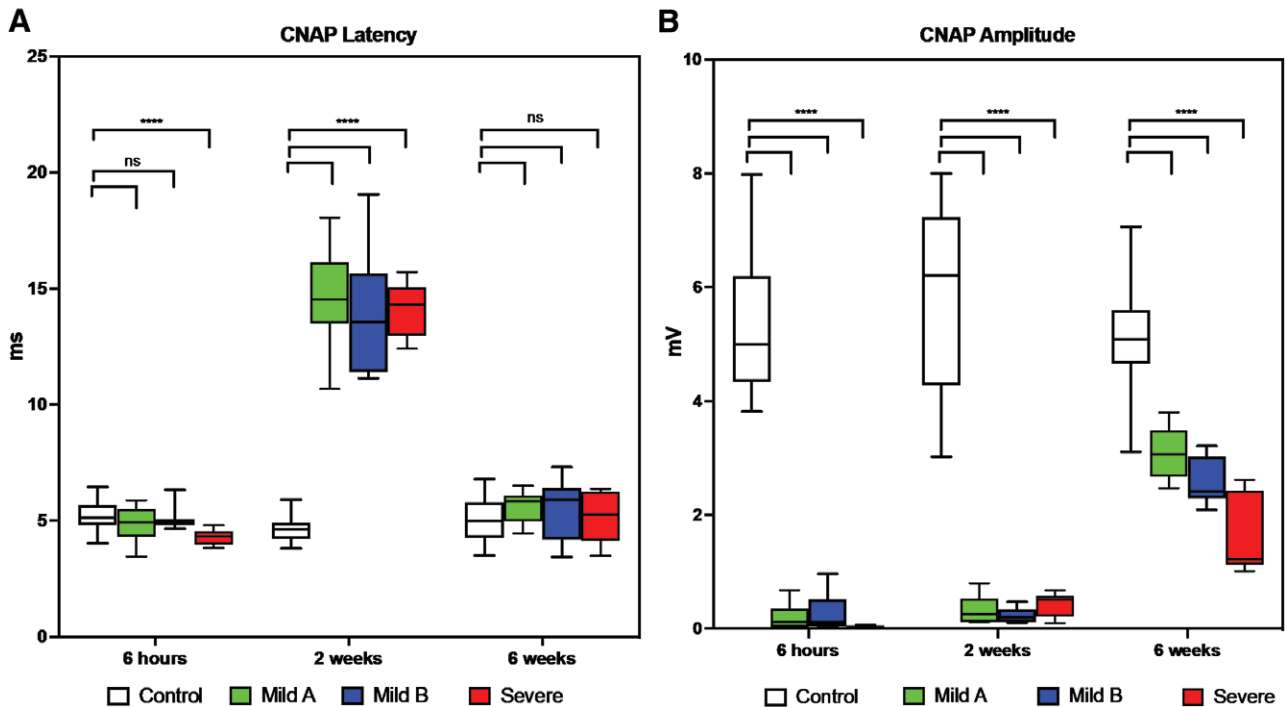 A
CNAP Latency
25
20
15
10
5
0
ms
****
ns
****
ns
6 hours
2 weeks
6 weeks
Control
Mild A
Mild B
Severe
B
CNAP Amplitude
10
8
6
4
2
0
mV
****
****
****
6 hours
2 weeks
6 weeks
Control
Mild A
Mild B
Severe